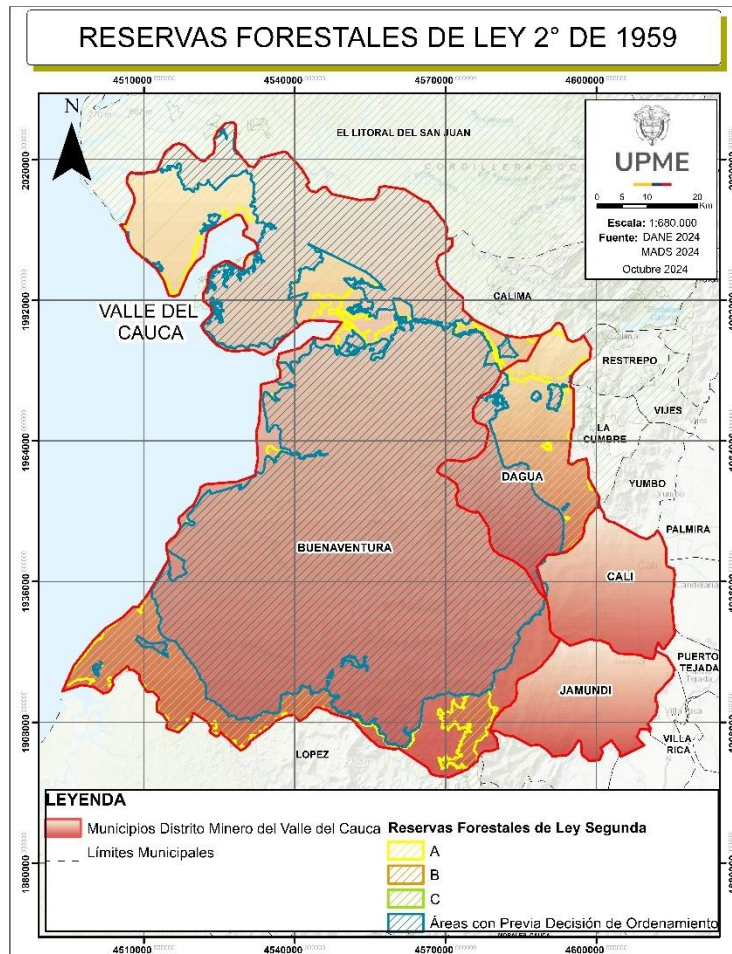 RESERVAS FORESTALES DE LEY 2° DE 1959
4510000 4540000 4570000 4600000
N
EL LITORAL DEL SAN JUAN
UPME
0 5 10 20
Km
Escala: 1:680.000
Fuente: DANE 2024
MADS 2024
Octubre 2024
2020000
1992000
1964000
1936000
1908000
1880000
VALLE DEL
CAUCA
CALIMA
RESTREPO
VIJES
LA
CUMBRE
YUMBO
DAGUA
PALMIRA
BUENAVENTURA
CALI
PUERTO
TEJADA
JAMUNDI
VILLA
RICA
LOPEZ
LEYENDA
Municipios Distrito Minero del Valle del Cauca
Límites Municipales
Reservas Forestales de Ley Segunda
A
B
C
Áreas con Previa Decisión de Ordenamiento
4510000 4540000 4570000 4600000